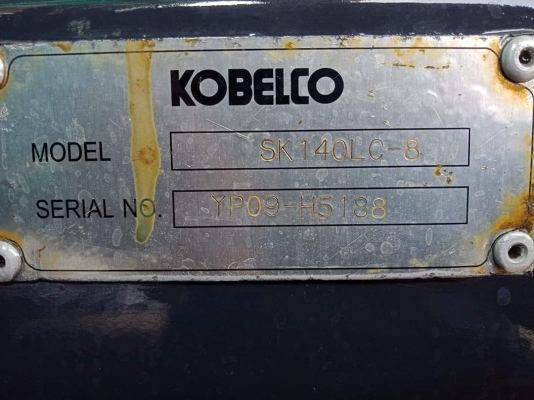 KOBELCO
MODEL SK140LC-8
SERIAL NO. YP09-H5188